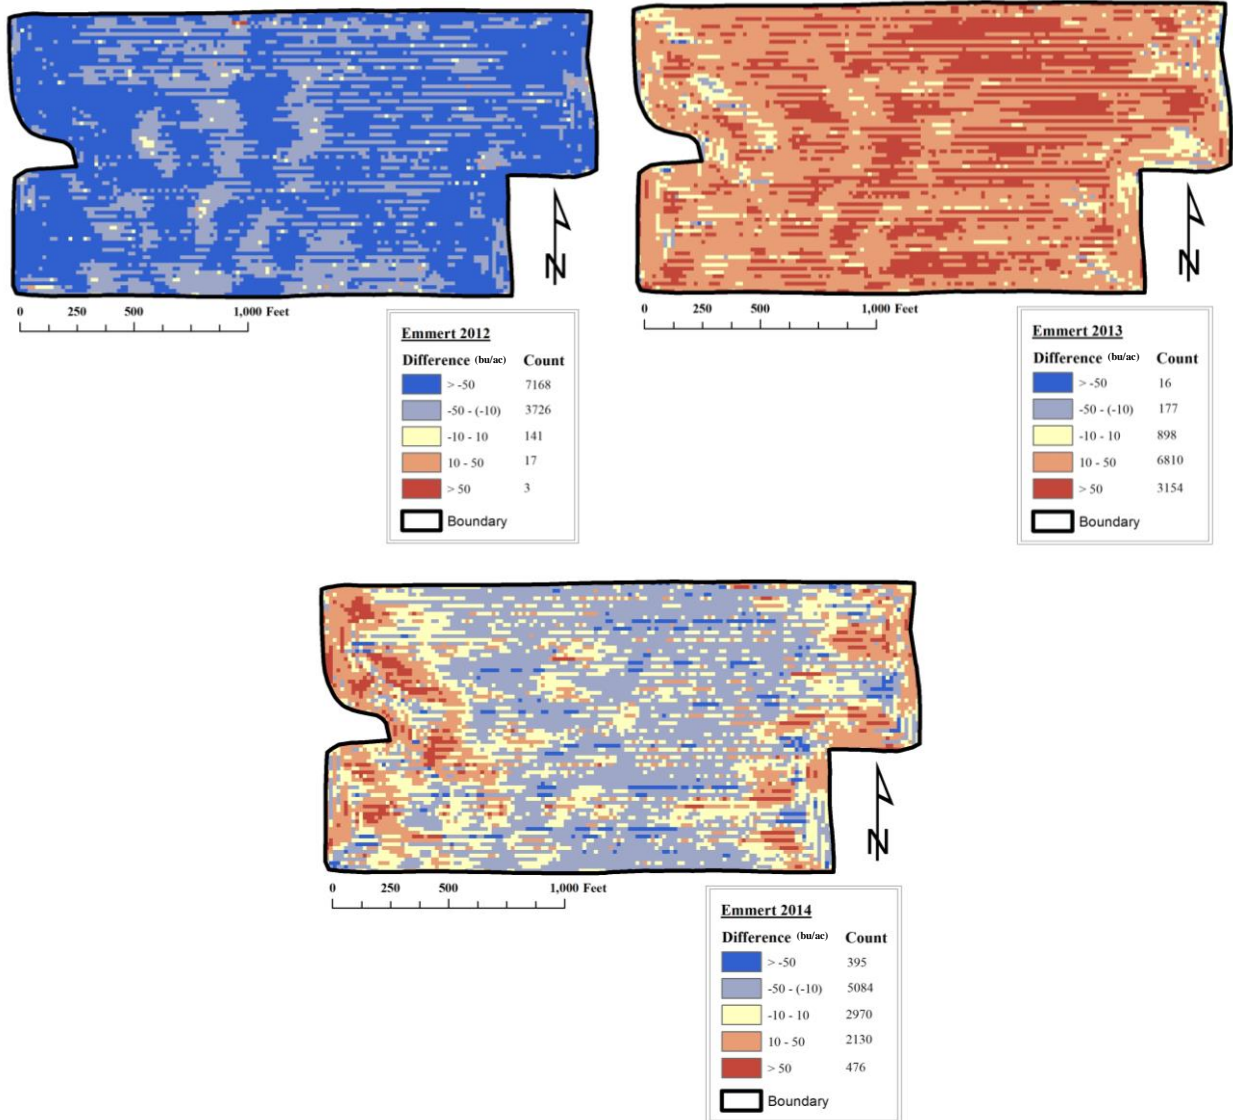 N
N
0 250 500 1,000 Feet
0 250 500 1,000 Feet
Emmert 2012
Difference (bu/ac) Count
> -50 7168
-50 - (-10) 3726
-10 - 10 141
10 - 50 17
> 50 3
Boundary
Emmert 2013
Difference (bu/ac) Count
> -50 16
-50 - (-10) 177
-10 - 10 898
10 - 50 6810
> 50 3154
Boundary
N
0 250 500 1,000 Feet
Emmert 2014
Difference (bu/ac) Count
> -50 395
-50 - (-10) 5084
-10 - 10 2970
10 - 50 2130
> 50 476
Boundary